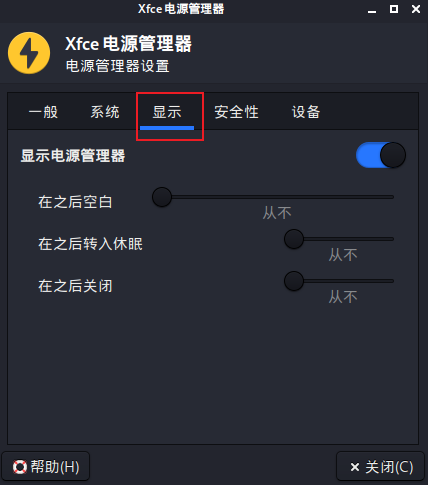 Xfce 电源管理器
Xfce 电源管理器
电源管理器设置
一般 系统 显示 安全性 设备
显示电源管理器
在之后空白
从不
在之后转入休眠
从不
在之后关闭
从不
帮助(H) 关闭(C)